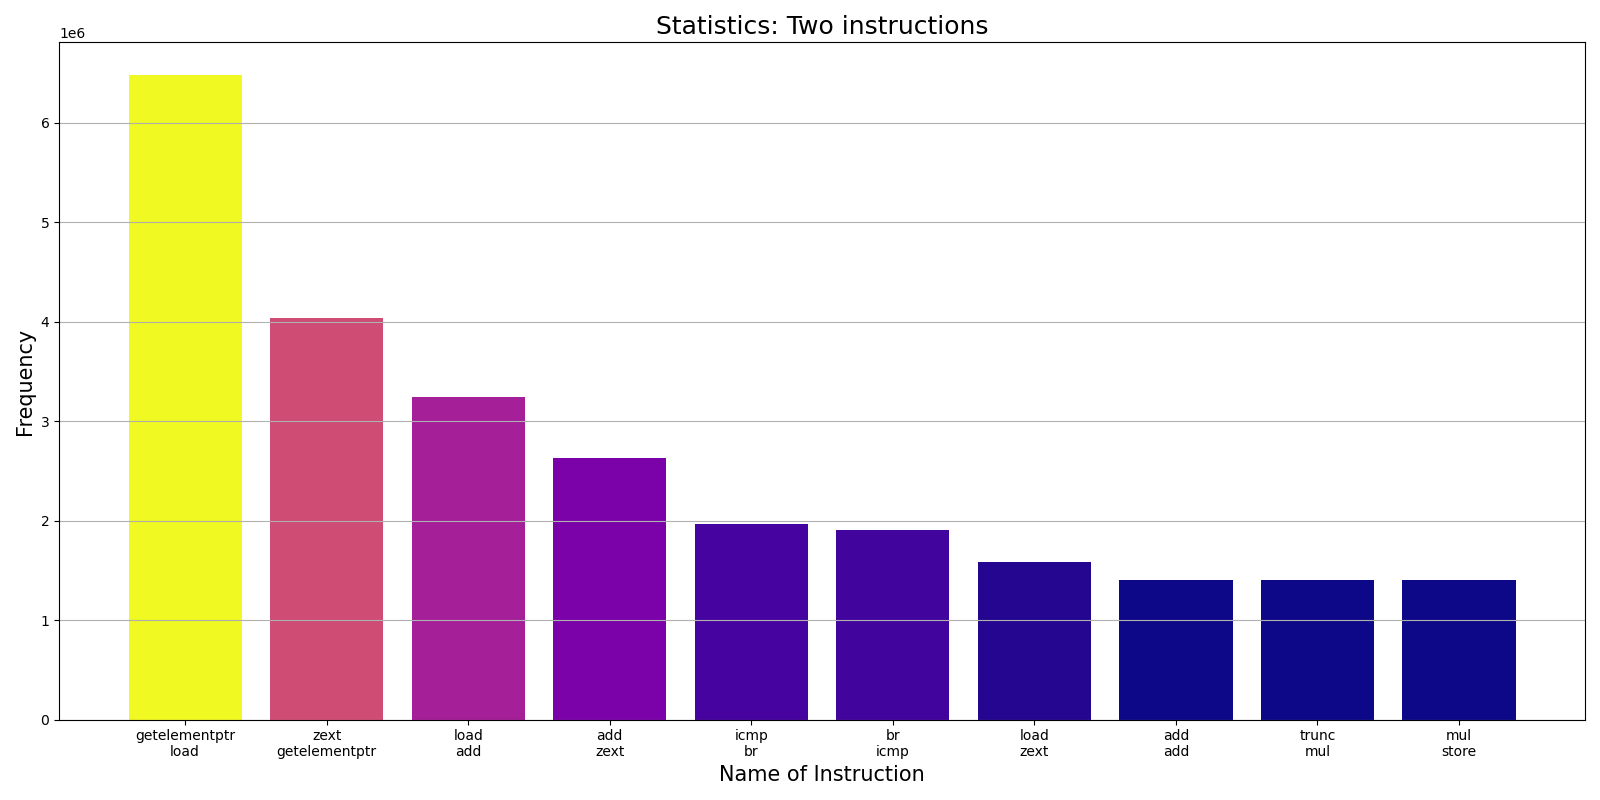 Statistics: Two instructions
1e6
6
5
4
3
2
1
0
Frequency
getelementptr
load
zext
getelementptr
load
add
add
zext
icmp
br
br
icmp
load
zext
add
add
trunc
mul
mul
store
Name of Instruction